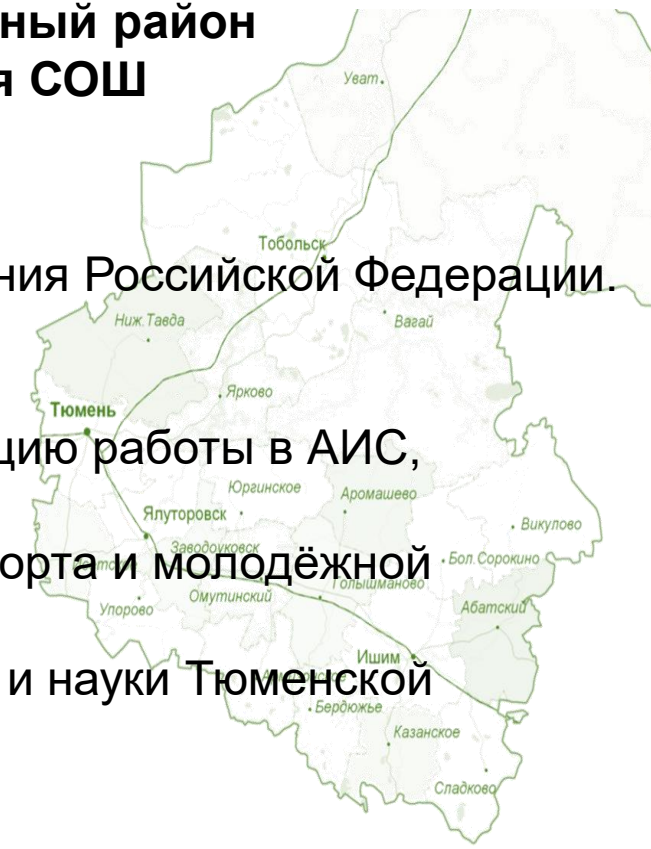 ный район
я СОШ
Уват
Тобольск
ния Российской Федерации.
Ниж.Тавда
Вагай
Ярково
Тюмень
цию работы в АИС,
Юргинское
Аромашево
Ялуторовск
Викулово
Заводоуковск
Бол.Сорокино
орта и молодёжной
Голышманово
Омутинский
Упорово
Абатский
Ишим
и науки Тюменской
Бердюжье
Казанское
Сладково